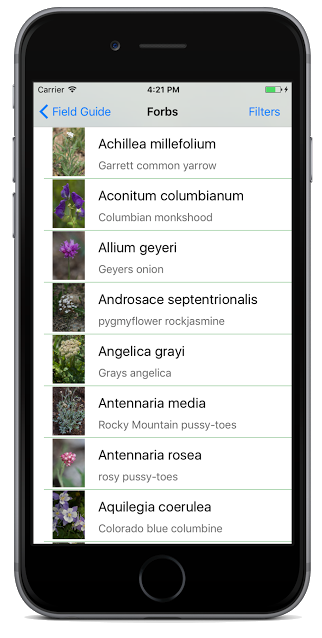 Carrier 4:21 PM
Field Guide Forbs Filters
Achillea millefolium
Garrett common yarrow
Aconitum columbianum
Columbian monkshood
Allium geyeri
Geyers onion
Androsace septentrionalis
pygmyflower rockjasmine
Angelica grayi
Grays angelica
Antennaria media
Rocky Mountain pussy-toes
Antennaria rosea
rosy pussy-toes
Aquilegia coerulea
Colorado blue columbine